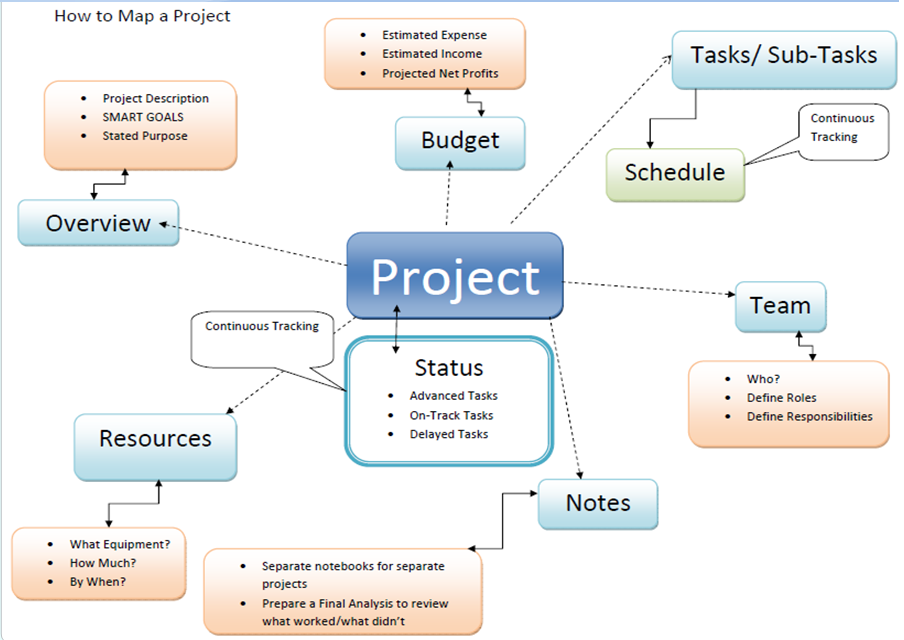 How to Map a Project
• Estimated Expense
• Estimated Income
• Projected Net Profits
Tasks/ Sub-Tasks
• Project Description
• SMART GOALS
• Stated Purpose
Budget
Continuous
Tracking
Schedule
Overview
Project
Team
Continuous Tracking
Status
• Advanced Tasks
• On-Track Tasks
• Delayed Tasks
• Who?
• Define Roles
• Define Responsibilities
Resources
Notes
• What Equipment?
• How Much?
• By When?
• Separate notebooks for separate
projects
• Prepare a Final Analysis to review
what worked/what didn't